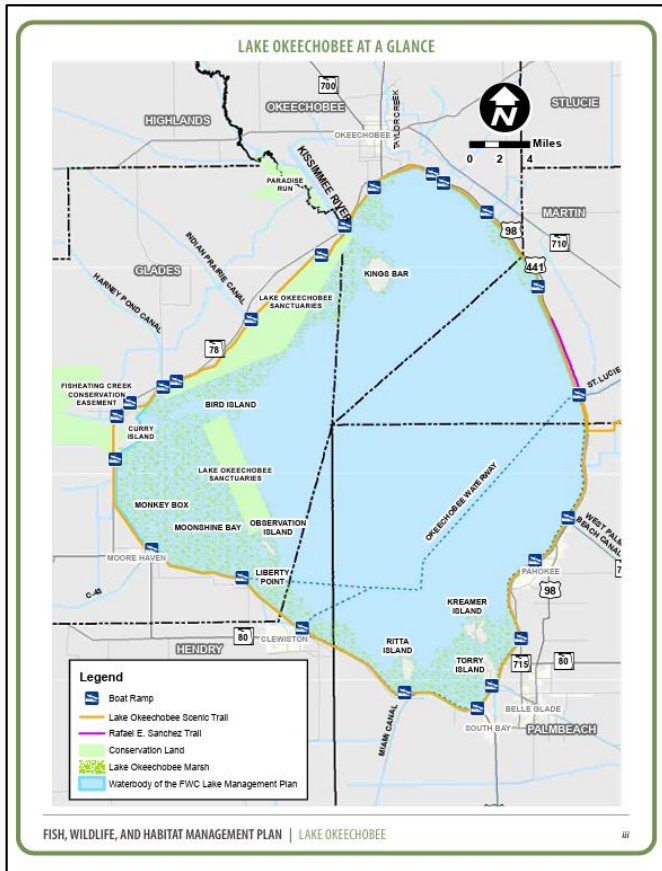 LAKE OKEECHOBEE AT A GLANCE
700
OKEECHOBEE
STLUCIE
HIGHLANDS
TAYLOR CREEK
OKEECHOBEE
N
Miles
0 2 4
KISSIMMEE RIVER
PARADISE
RUN
MARTIN
98
710
INDIAN PRAIRIE CANAL
441
GLADES
KINGS BAR
HARNEY POND CANAL
LAKE OKEECHOBEE
SANCTUARIES
78
FISHEATING CREEK
CONSERVATION
EASEMENT
ST. LUCIE
BIRD ISLAND
CURRY
ISLAND
LAKE OKEECHOBEE
SANCTUARIES
OKEECHOBEE WATERWAY
MONKEY BOX
MOONSHINE BAY
OBSERVATION
ISLAND
WEST PALM
BEACH CANAL
MOORE HAVEN
LIBERTY
POINT
PAHOKEE
98
C-43
KREAMER
ISLAND
80
CLEWISTON
HENDRY
RITTA
ISLAND
TORRY
ISLAND
715
80
BELLE GLADE
SOUTH BAY
PALMBEACH
MIAMI CANAL
Legend
Boat Ramp
Lake Okeechobee Scenic Trail
Rafael E. Sanchez Trail
Conservation Land
Lake Okeechobee Marsh
Waterbody of the FWC Lake Management Plan
FISH, WILDLIFE, AND HABITAT MANAGEMENT PLAN | LAKE OKEECHOBEE
iii